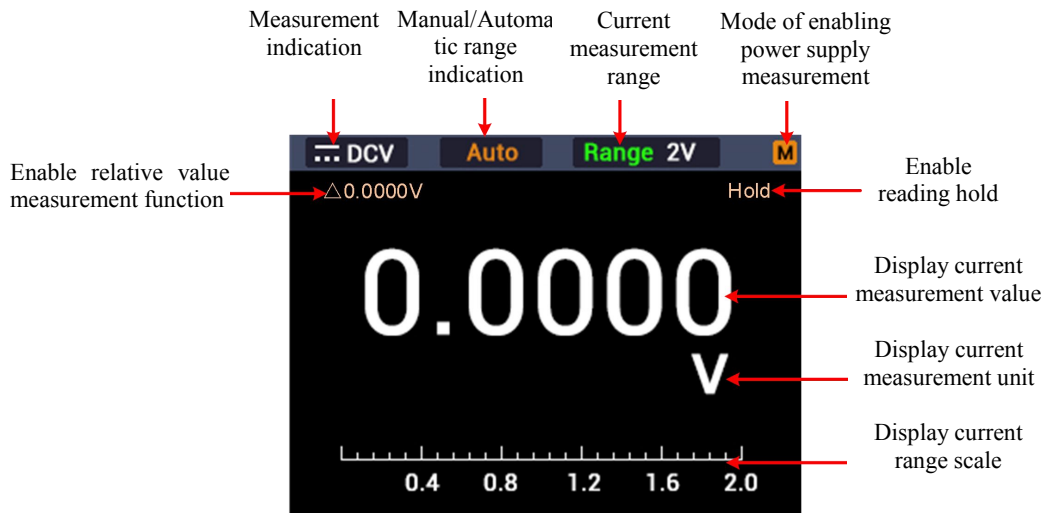 Measurement
indication
Manual/Automa
tic range
indication
Current
measurement
range
Mode of enabling
power supply
measurement
DCV
Auto
Range 2V
M
Enable relative value
measurement function
△0.0000V
Hold
Enable
reading hold
0.0000
Display current
measurement value
V
Display current
measurement unit
Display current
range scale
0.4 0.8 1.2 1.6 2.0